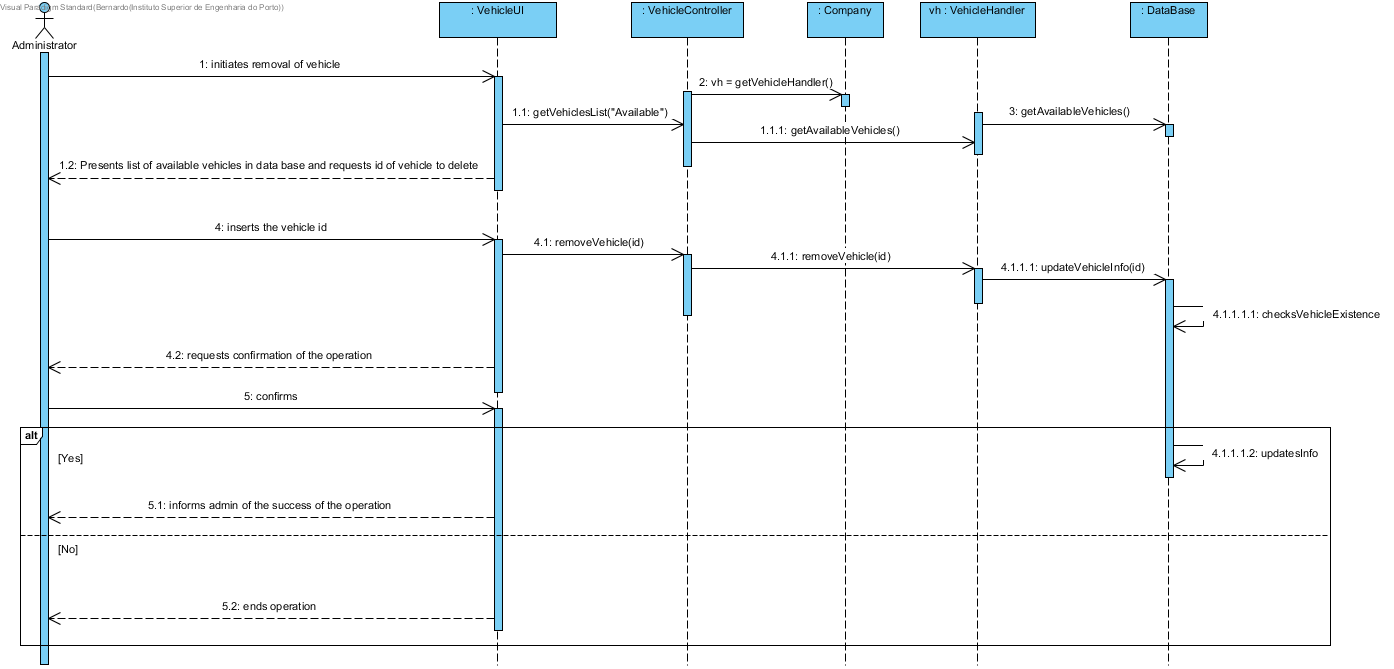 Visual Paradigm Standard(Bernardo(Instituto Superior de Engenharia do Porto))
: VehicleUI
: VehicleController
: Company
vh : VehicleHandler
: DataBase
Administrator
1: initiates removal of vehicle
2: vh = getVehicleHandler()
1.1: getVehiclesList("Available")
3: getAvailableVehicles()
1.1.1: getAvailableVehicles()
1.2: Presents list of available vehicles in data base and requests id of vehicle to delete
4: inserts the vehicle id
4.1: removeVehicle(id)
4.1.1: removeVehicle(id)
4.1.1.1: updateVehicleInfo(id)
4.1.1.1.1: checksVehicleExistence
4.2: requests confirmation of the operation
5: confirms
alt
[Yes]
4.1.1.1.2: updatesInfo
5.1: informs admin of the success of the operation
[No]
5.2: ends operation